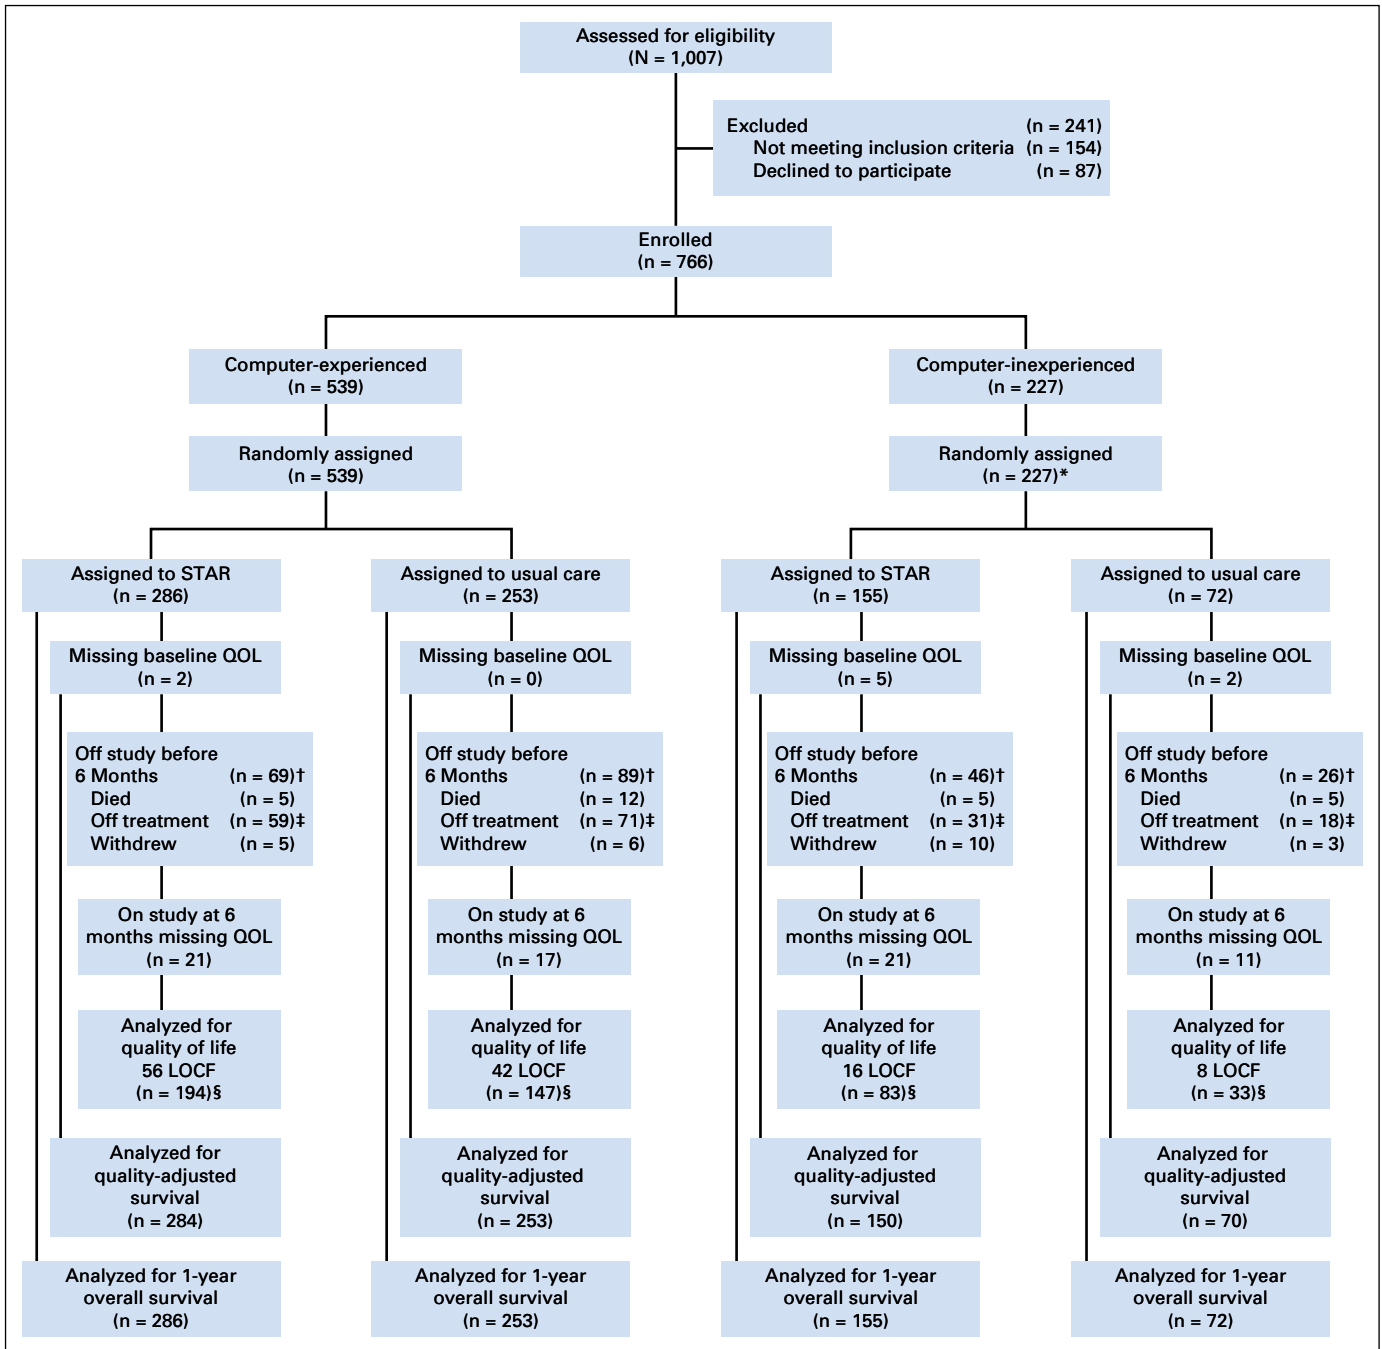 Assessed for eligibility
(N = 1,007)
Excluded (n = 241)
Not meeting inclusion criteria (n = 154)
Declined to participate (n = 87)
Enrolled
(n = 766)
Computer-experienced
(n = 539)
Computer-inexperienced
(n = 227)
Randomly assigned
(n = 539)
Randomly assigned
(n = 227)*
Assigned to STAR
(n = 286)
Missing baseline QOL
(n = 2)
Off study before
6 Months (n = 69)†
Died (n = 5)
Off treatment (n = 59)‡
Withdrew (n = 5)
On study at 6
months missing QOL
(n = 21)
Analyzed for
quality of life
56 LOCF
(n = 194)§
Analyzed for
quality-adjusted
survival
(n = 284)
Analyzed for 1-year
overall survival
(n = 286)
Assigned to usual care
(n = 253)
Missing baseline QOL
(n = 0)
Off study before
6 Months (n = 89)†
Died (n = 12)
Off treatment (n = 71)‡
Withdrew (n = 6)
On study at 6
months missing QOL
(n = 17)
Analyzed for
quality of life
42 LOCF
(n = 147)§
Analyzed for
quality-adjusted
survival
(n = 253)
Analyzed for 1-year
overall survival
(n = 253)
Assigned to STAR
(n = 155)
Missing baseline QOL
(n = 5)
Off study before
6 Months (n = 46)†
Died (n = 5)
Off treatment (n = 31)‡
Withdrew (n = 10)
On study at 6
months missing QOL
(n = 21)
Analyzed for
quality of life
16 LOCF
(n = 83)§
Analyzed for
quality-adjusted
survival
(n = 150)
Analyzed for 1-year
overall survival
(n = 155)
Assigned to usual care
(n = 72)
Missing baseline QOL
(n = 2)
Off study before
6 Months (n = 26)†
Died (n = 5)
Off treatment (n = 18)‡
Withdrew (n = 3)
On study at 6
months missing QOL
(n = 11)
Analyzed for
quality of life
8 LOCF
(n = 33)§
Analyzed for
quality-adjusted
survival
(n = 70)
Analyzed for 1-year
overall survival
(n = 72)